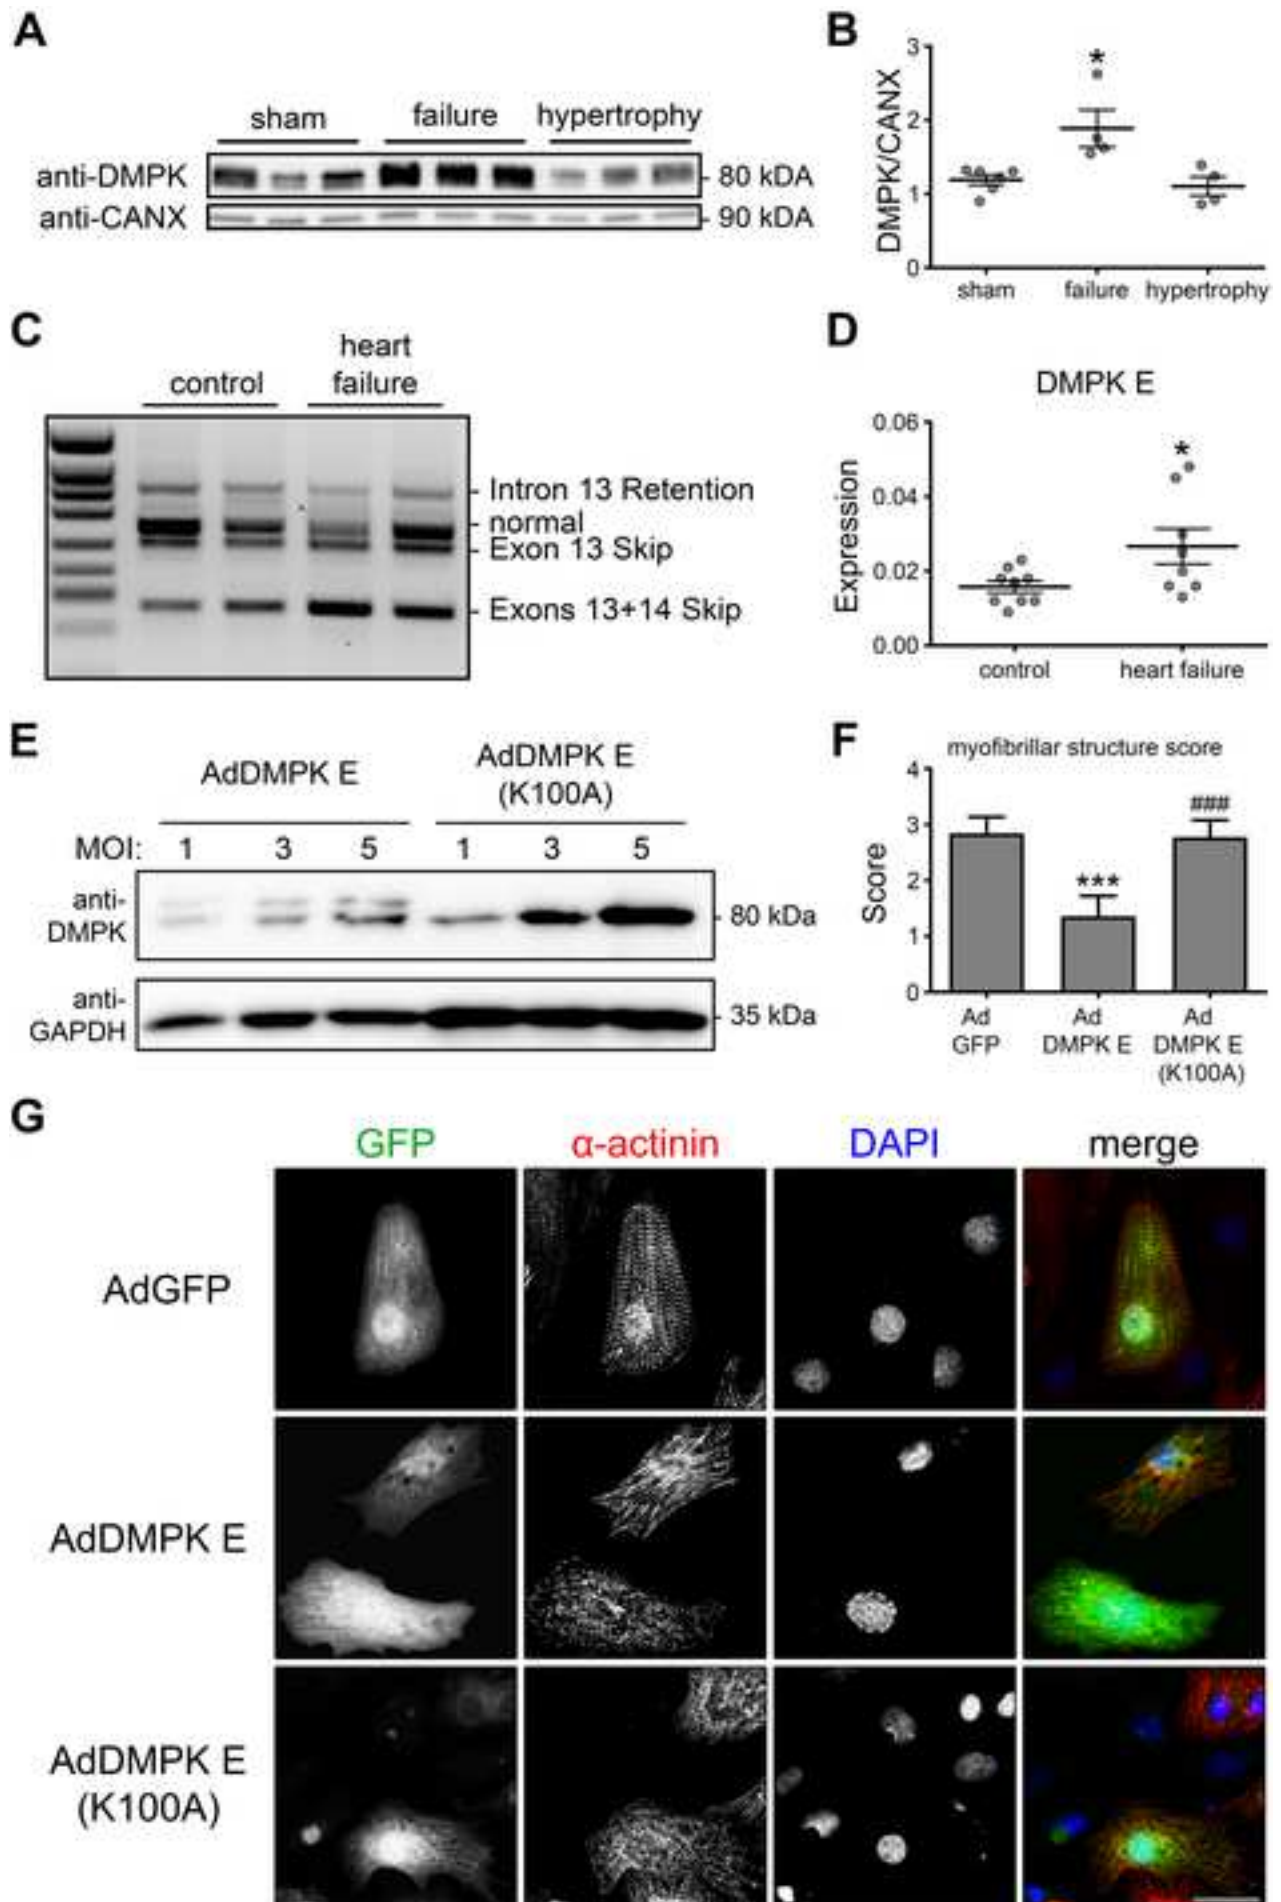 A
sham failure hypertrophy
anti-DMPK - 80 kDA
anti-CANX - 90 kDA
B
DMPK/CANX
3
2
1
0
*
sham failure hypertrophy
C
control heart failure
- Intron 13 Retention
- normal
- Exon 13 Skip
- Exons 13+14 Skip
D
DMPK E
Expression
0.06
0.04
0.02
0.00
*
control heart failure
E
AdDMPK E AdDMPK E (K100A)
MOI: 1 3 5 1 3 5
anti-DMPK - 80 kDa
anti-GAPDH - 35 kDa
F
myofibrillar structure score
Score
4
3
2
1
0
***
###
Ad GFP
Ad DMPK E
Ad DMPK E (K100A)
G
GFP α-actinin DAPI merge
AdGFP
AdDMPK E
AdDMPK E
(K100A)